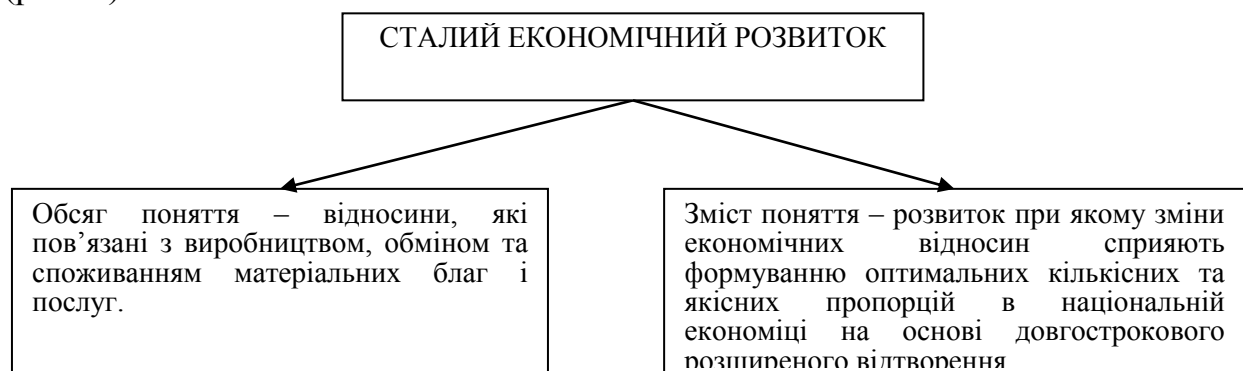 СТАЛИЙ ЕКОНОМІЧНИЙ РОЗВИТОК
Обсяг поняття – відносини, які
пов’язані з виробництвом, обміном та
споживанням матеріальних благ і
послуг.
Зміст поняття – розвиток при якому зміни
економічних відносин сприяють
формуванню оптимальних кількісних та
якісних пропорцій в національній
економіці на основі довгострокового
розширеного відтворення